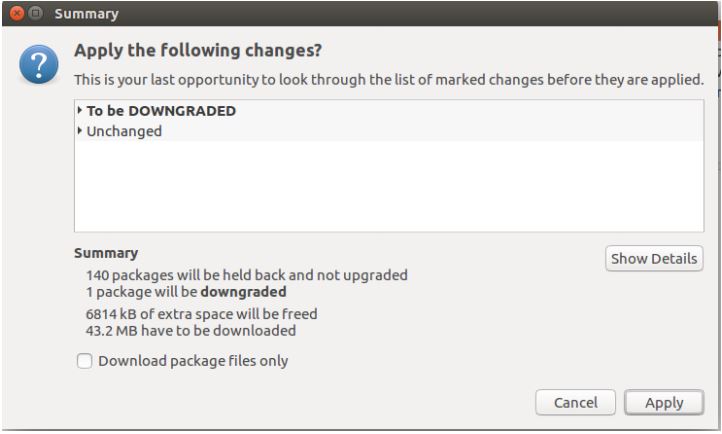 Summary
?
Apply the following changes?
This is your last opportunity to look through the list of marked changes before they are applied.
To be DOWNGRADED
Unchanged
Summary
Show Details
140 packages will be held back and not upgraded
1 package will be downgraded
6814 kB of extra space will be freed
43.2 MB have to be downloaded
Download package files only
Cancel
Apply